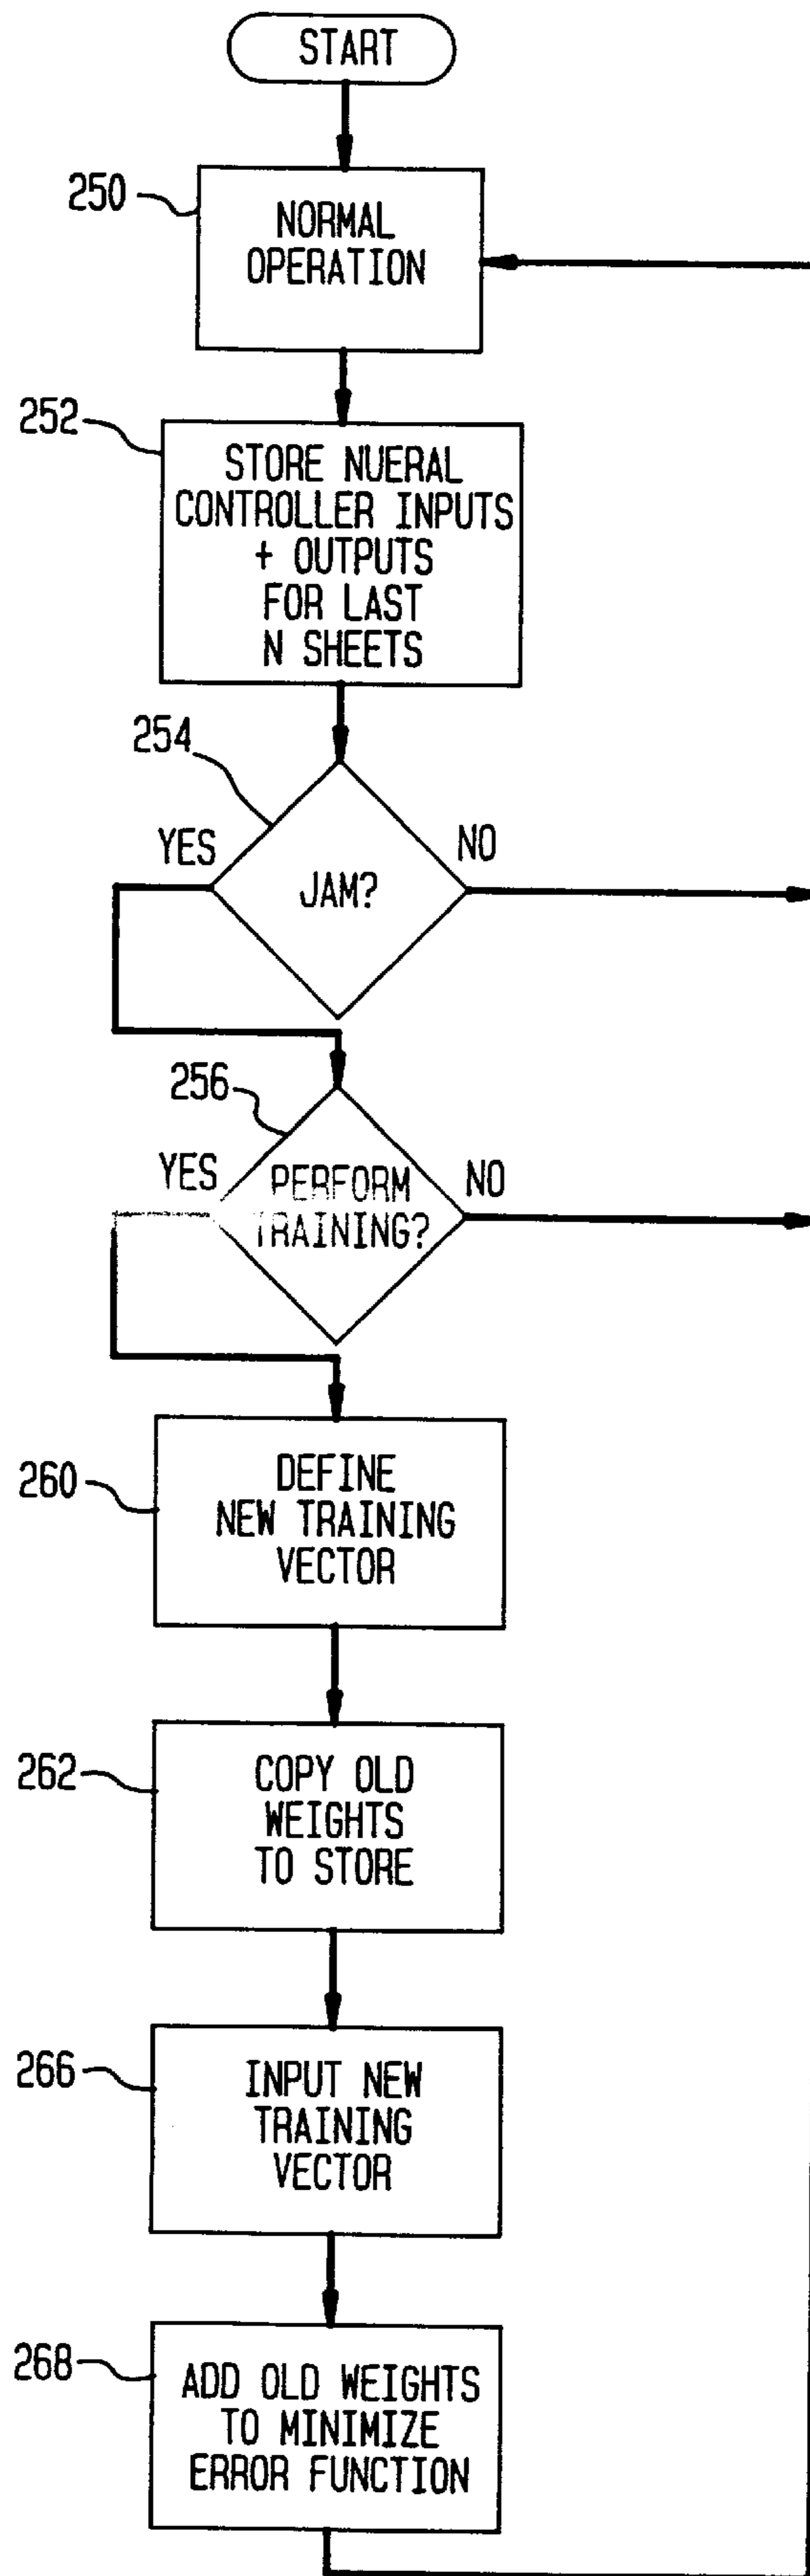 START
250
NORMAL
OPERATION
252
STORE NUERAL
CONTROLLER INPUTS
+ OUTPUTS
FOR LAST
N SHEETS
254
YES
NO
JAM?
256
YES
NO
PERFORM
TRAINING?
260
DEFINE
NEW TRAINING
VECTOR
262
COPY OLD
WEIGHTS
TO STORE
266
INPUT NEW
TRAINING
VECTOR
268
ADD OLD WEIGHTS
TO MINIMIZE
ERROR FUNCTION